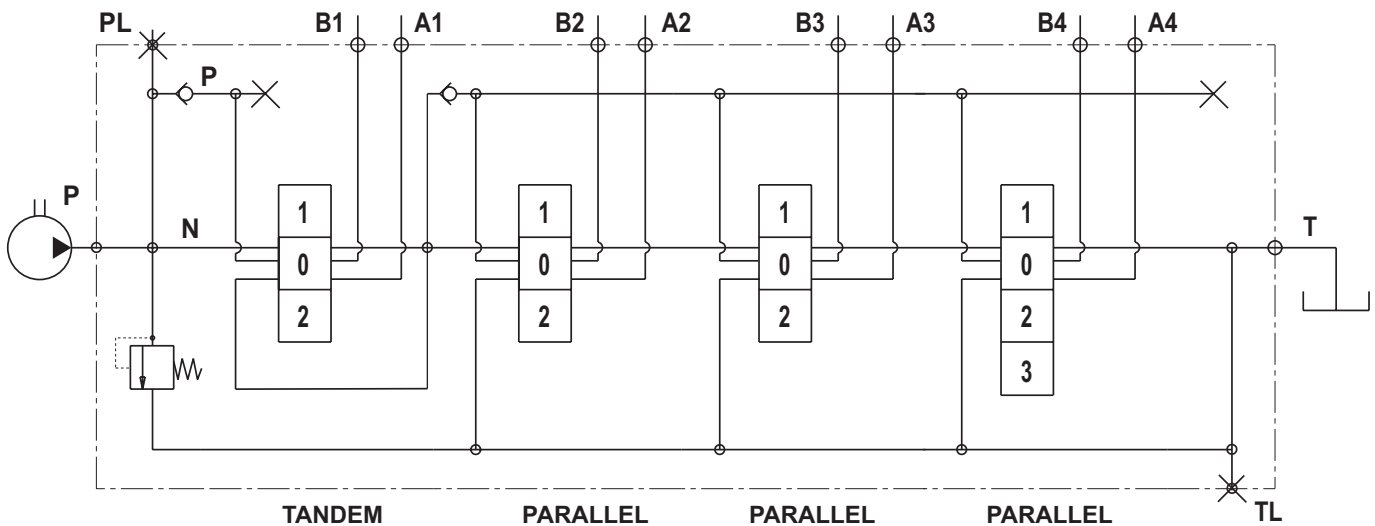 PL B1 A1 B2 A2 B3 A3 B4 A4
P
P N T
1 1 1 1
0 0 0 0
2 2 2 2
3
TANDEM PARALLEL PARALLEL PARALLEL TL